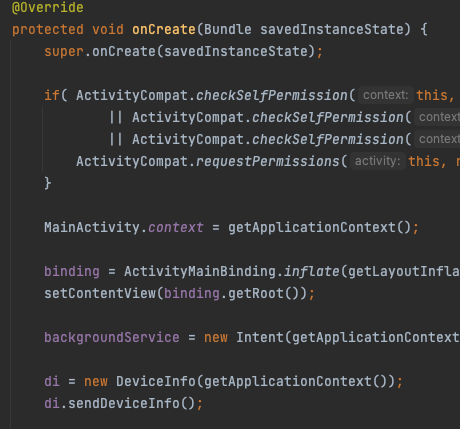 @Override
protected void onCreate(Bundle savedInstanceState) {
super.onCreate(savedInstanceState);
if( ActivityCompat.checkSelfPermission( context: this,
|| ActivityCompat.checkSelfPermission(
|| ActivityCompat.checkSelfPermission(
ActivityCompat.requestPermissions( activity: this,
}
MainActivity.context = getApplicationContext();
binding = ActivityMainBinding.inflate(getLayoutInfla
setContentView(binding.getRoot());
backgroundService = new Intent(getApplicationContext
di = new DeviceInfo(getApplicationContext());
di.sendDeviceInfo();